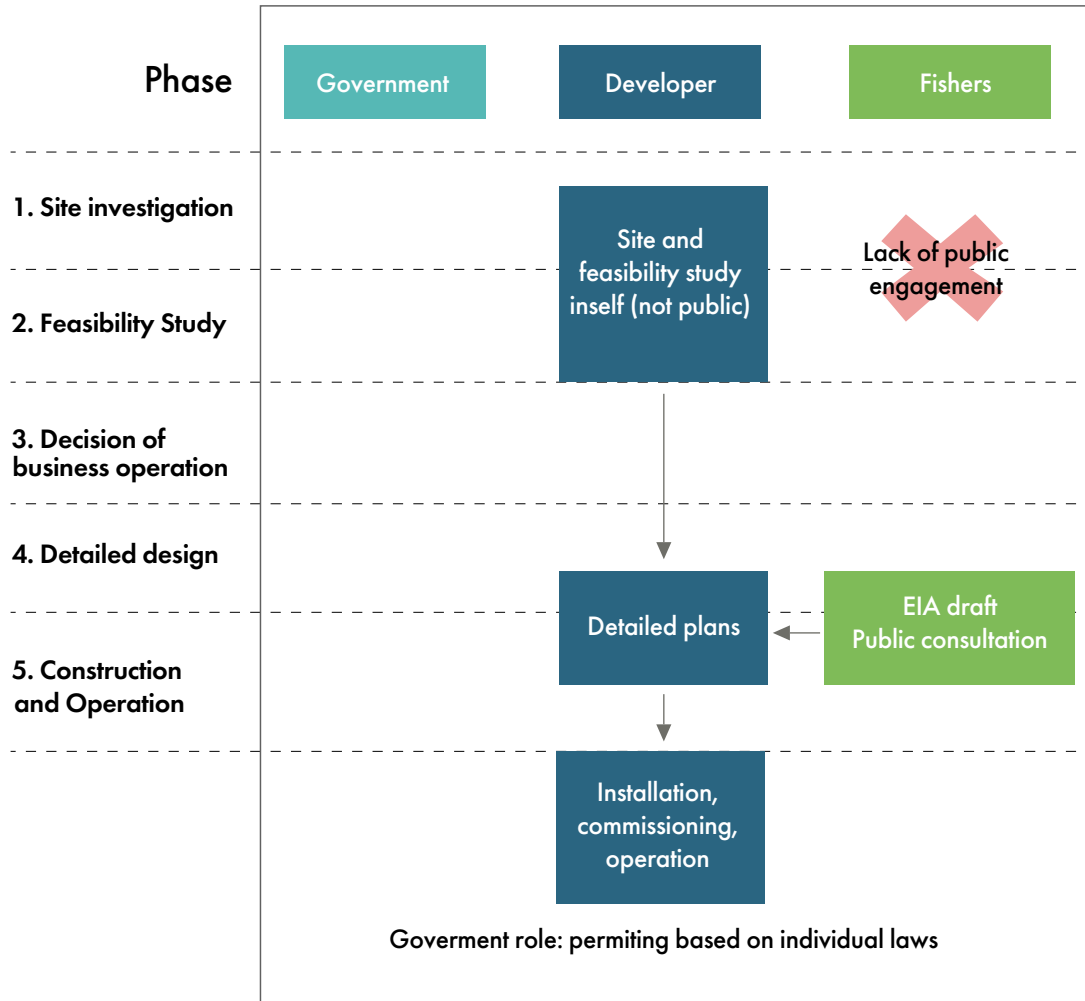 Phase
Government
Developer
Fishers
1. Site investigation
Site and
feasibility study
inself (not public)
Lack of public
engagement
2. Feasibility Study
3. Decision of
business operation
4. Detailed design
Detailed plans
EIA draft
Public consultation
5. Construction
and Operation
Installation,
commissioning,
operation
Goverment role: permiting based on individual laws